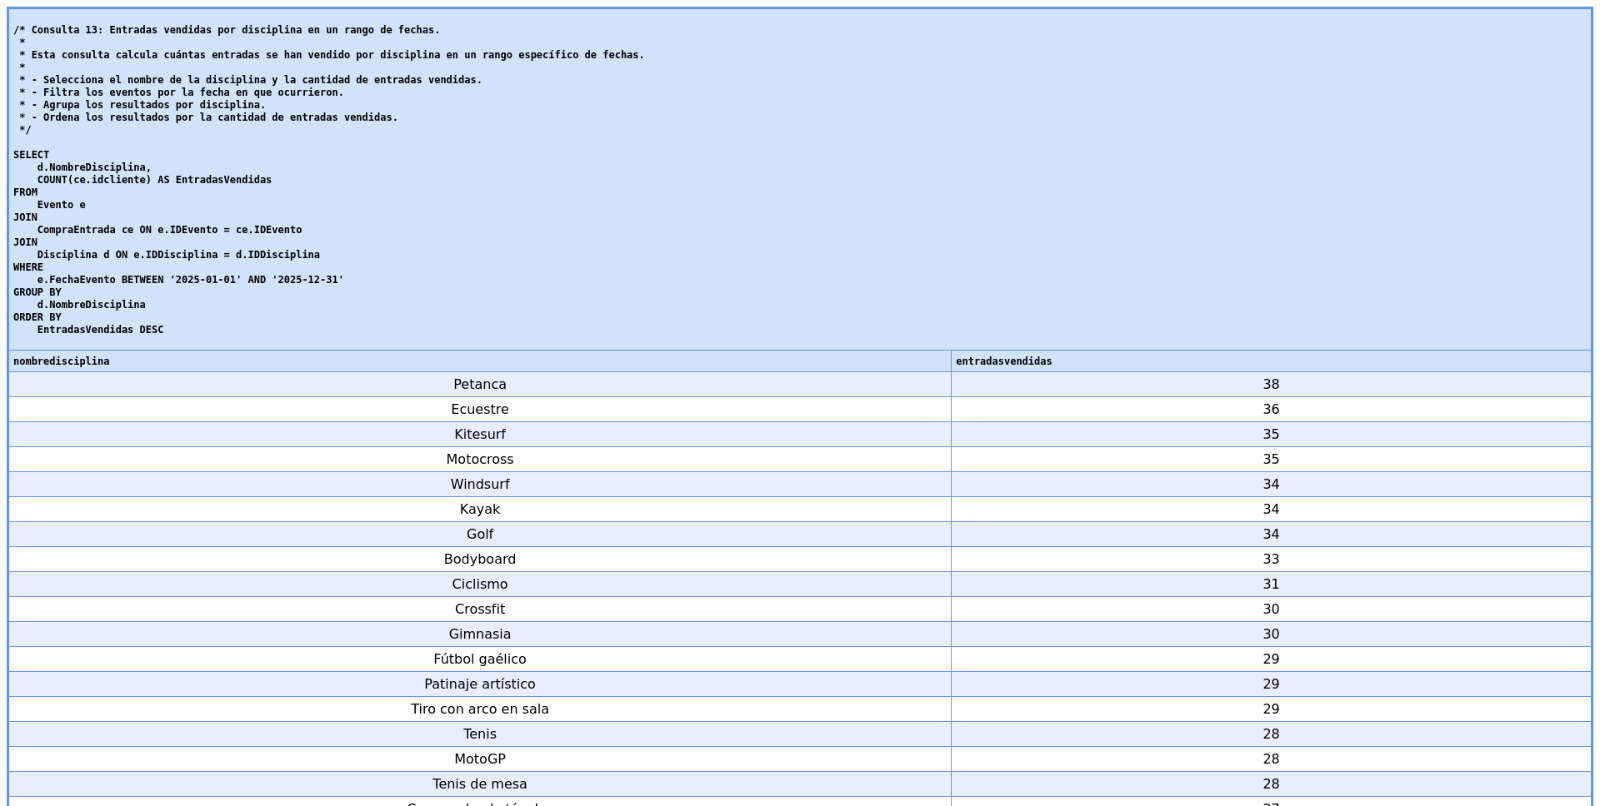 /* Consulta 13: Entradas vendidas por disciplina en un rango de fechas.
 *
 * Esta consulta calcula cuántas entradas se han vendido por disciplina en un rango específico de fechas.
 *
 * - Selecciona el nombre de la disciplina y la cantidad de entradas vendidas.
 * - Filtra los eventos por la fecha en que ocurrieron.
 * - Agrupa los resultados por disciplina.
 * - Ordena los resultados por la cantidad de entradas vendidas.
 */
SELECT
    d.NombreDisciplina,
    COUNT(ce.idcliente) AS EntradasVendidas
FROM
    Evento e
JOIN
    CompraEntrada ce ON e.IDEvento = ce.IDEvento
JOIN
    Disciplina d ON e.IDDisciplina = d.IDDisciplina
WHERE
    e.FechaEvento BETWEEN '2025-01-01' AND '2025-12-31'
GROUP BY
    d.NombreDisciplina
ORDER BY
    EntradasVendidas DESC
nombredisciplina entradasvendidas
Petanca 38
Ecuestre 36
Kitesurf 35
Motocross 35
Windsurf 34
Kayak 34
Golf 34
Bodyboard 33
Ciclismo 31
Crossfit 30
Gimnasia 30
Fútbol gaélico 29
Patinaje artístico 29
Tiro con arco en sala 29
Tenis 28
MotoGP 28
Tenis de mesa 28